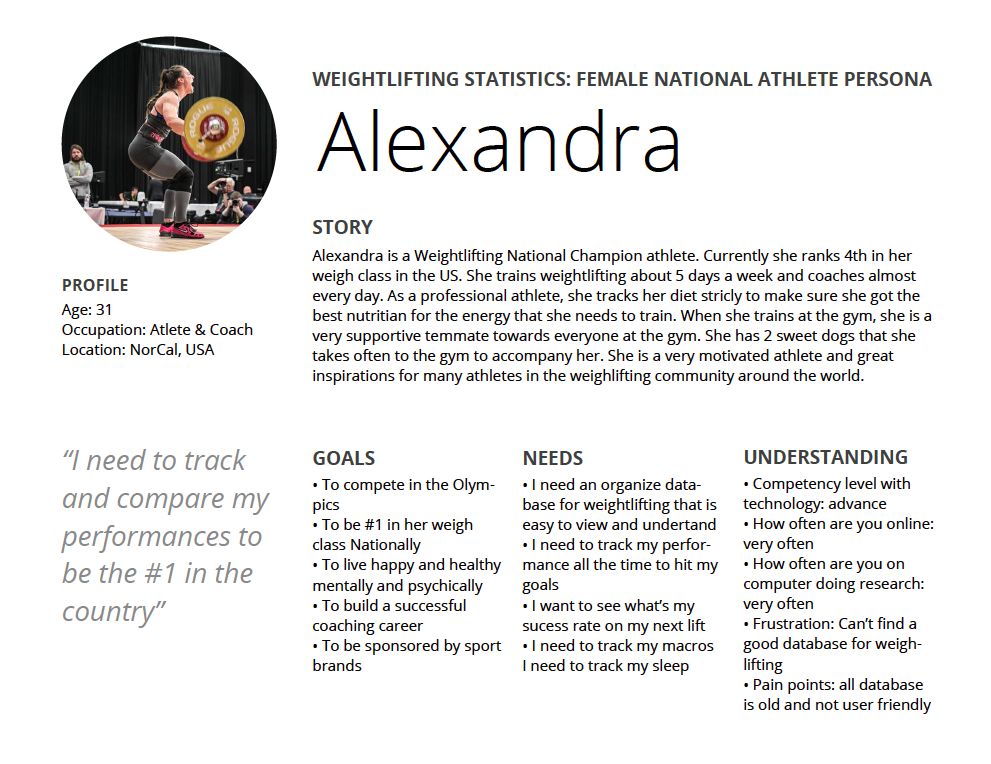 WEIGHTLIFTING STATISTICS: FEMALE NATIONAL ATHLETE PERSONA
Alexandra
ROGUE
ROGUE
PROFILE
Age: 31
Occupation: Atlete & Coach
Location: NorCal, USA
STORY
Alexandra is a Weightlifting National Champion athlete. Currently she ranks 4th in her
weigh class in the US. She trains weightlifting about 5 days a week and coaches almost
every day. As a professional athlete, she tracks her diet stricly to make sure she got the
best nutritian for the energy that she needs to train. When she trains at the gym, she is a
very supportive temmate towards everyone at the gym. She has 2 sweet dogs that she
takes often to the gym to accompany her. She is a very motivated athlete and great
inspirations for many athletes in the weighlifting community around the world.
“I need to track
and compare my
performances to
be the #1 in the
country”
GOALS
• To compete in the Olym-
pics
• To be #1 in her weigh
class Nationally
• To live happy and healthy
mentally and psychically
• To build a successful
coaching career
• To be sponsored by sport
brands
NEEDS
• I need an organize data-
base for weightlifting that is
easy to view and undertand
• I need to track my perfor-
mance all the time to hit my
goals
• I want to see what’s my
sucess rate on my next lift
• I need to track my macros
I need to track my sleep
UNDERSTANDING
• Competency level with
technology: advance
• How often are you online:
very often
• How often are you on
computer doing research:
very often
• Frustration: Can’t find a
good database for weigh-
lifting
• Pain points: all database
is old and not user friendly